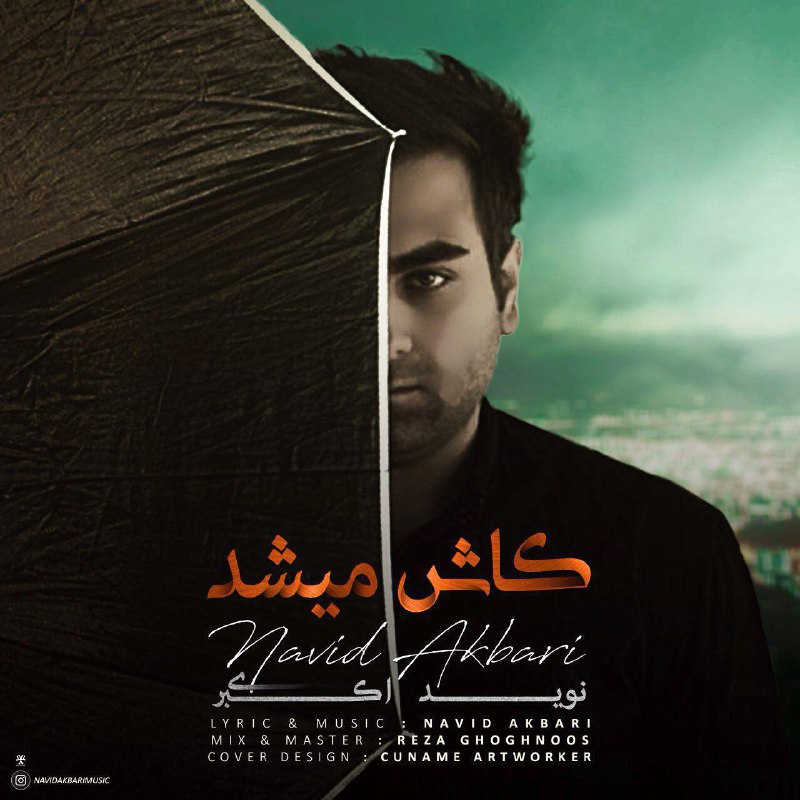 کاش میشد
Navid Akbari
نوید اکبری
LYRIC & MUSIC : NAVID AKBARI
MIX & MASTER : REZA GHOGHNOOS
COVER DESIGN : CUNAME ARTWORKER
NAVIDAKBARIMUSIC